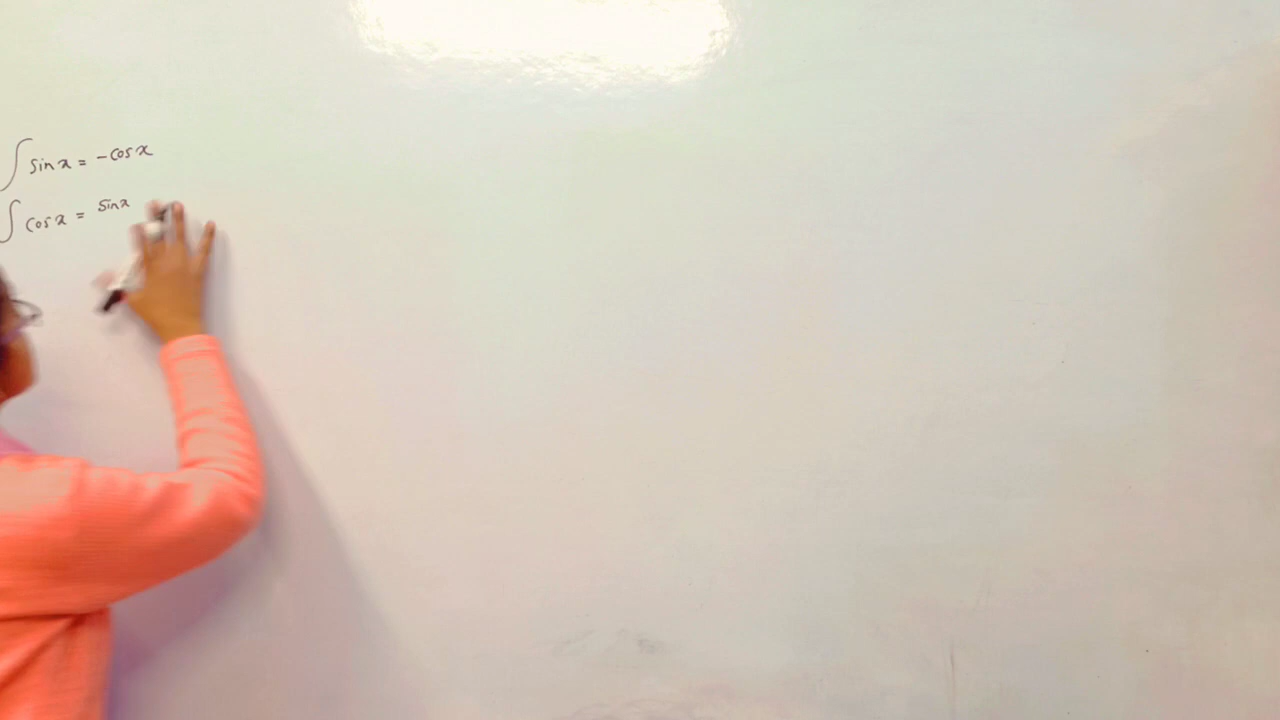 ∫ sin x = - cos x
∫ cos x = sin x